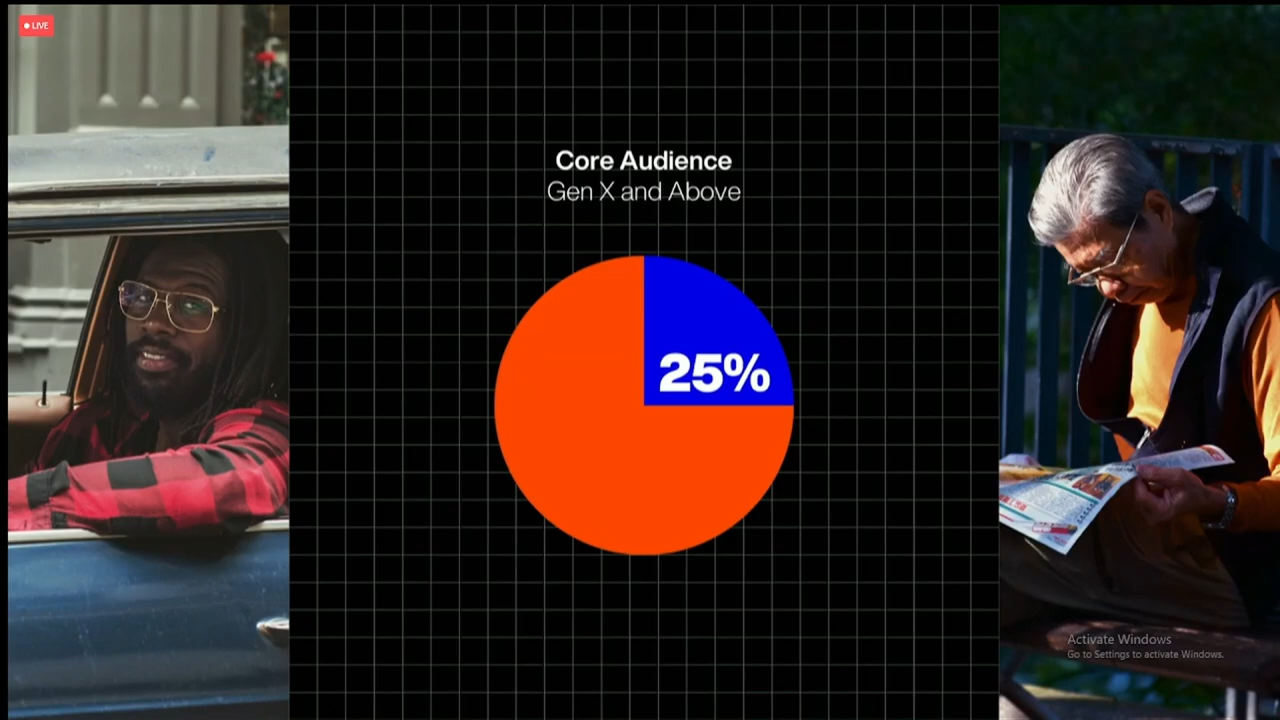 LIVE
Core Audience
Gen X and Above
25%
Activate Windows
Go to Settings to activate Windows.